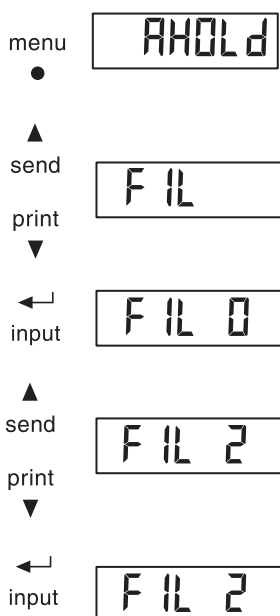 menu
AHOLd
send
FIL
print
input
FIL 0
send
FIL 2
print
input
FIL 2